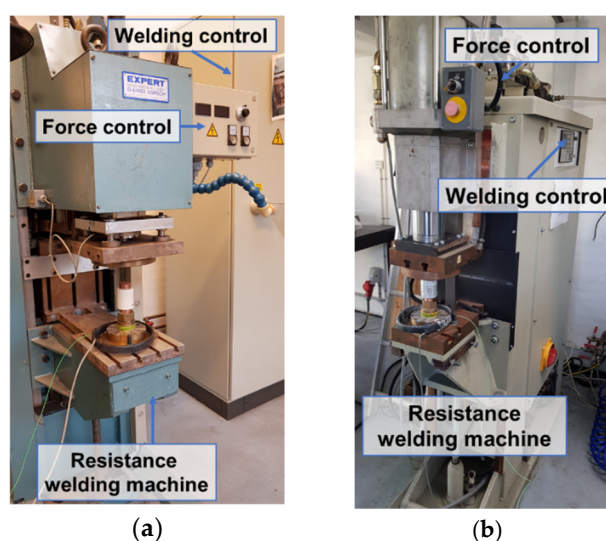 Welding control
EXPERT
Force control
Resistance
welding machine
(a)
Force control
Welding control
Resistance
welding machine
(b)